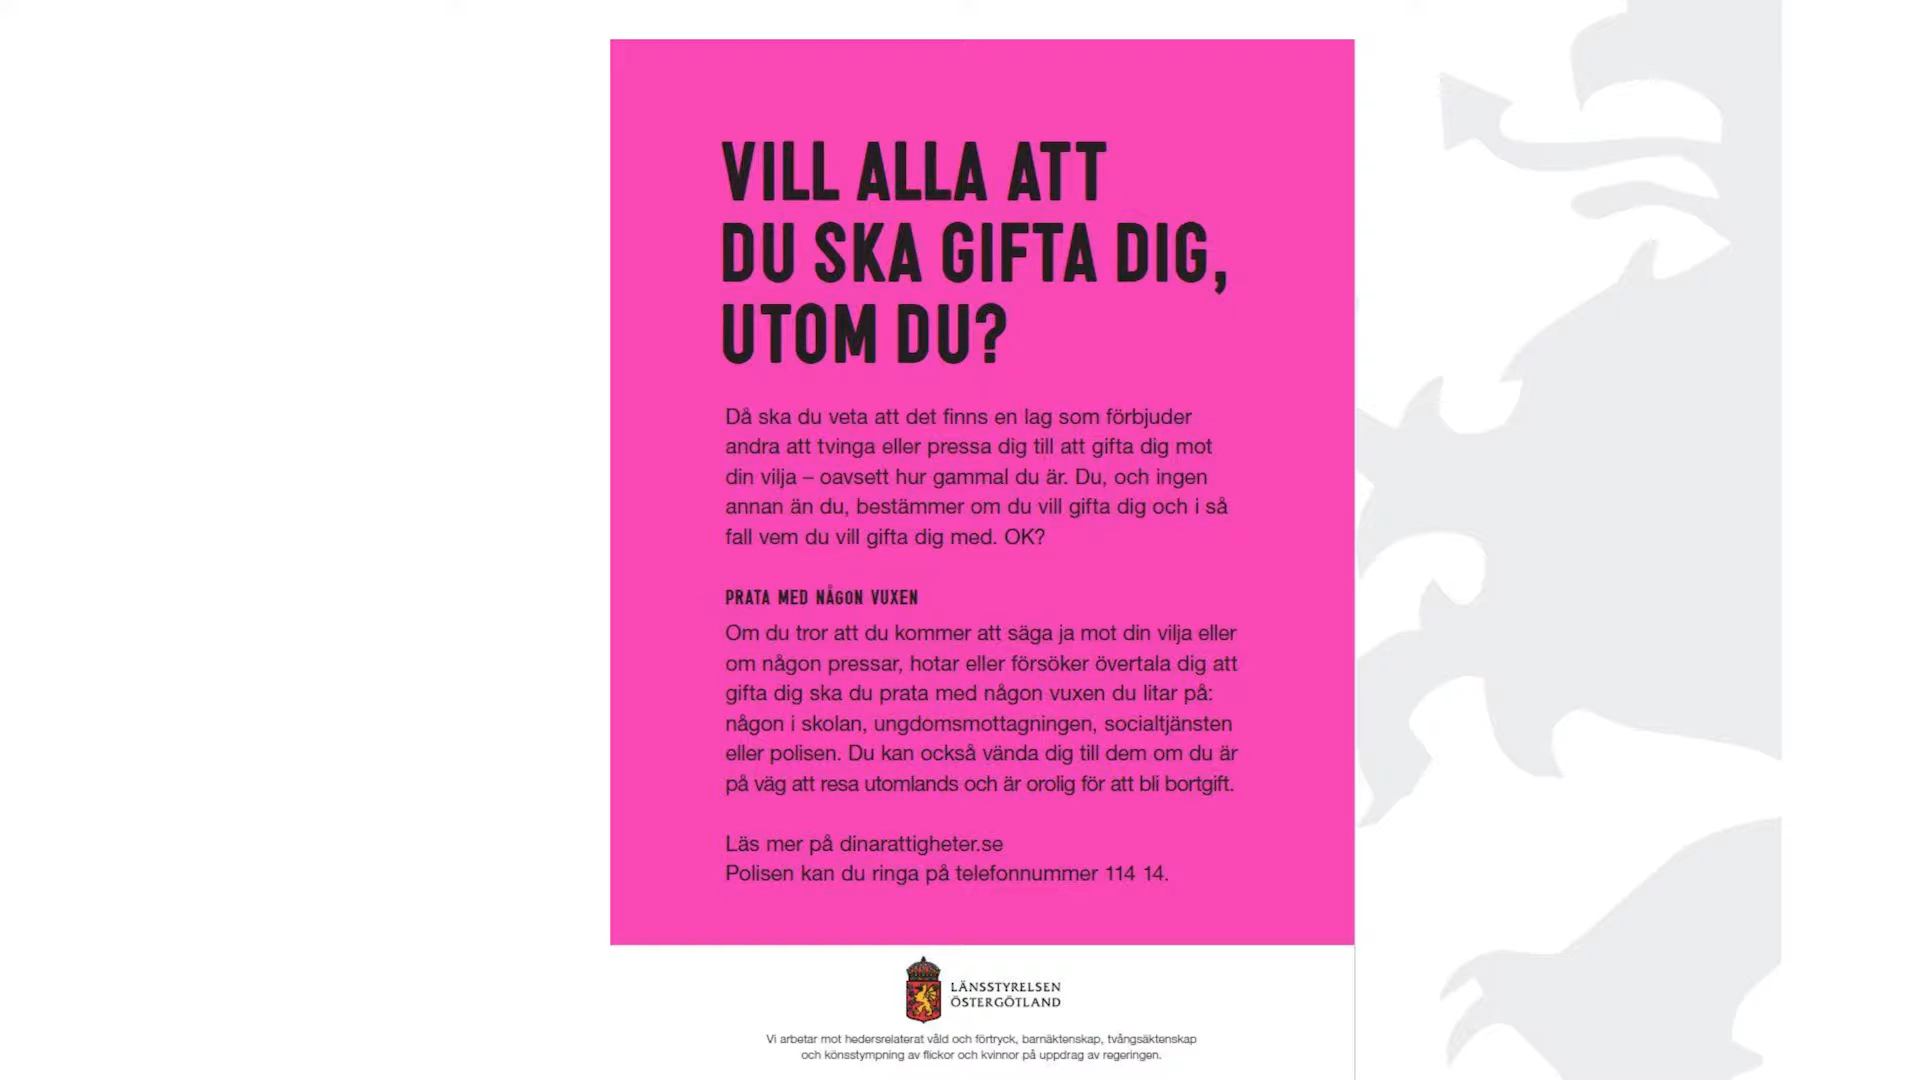 VILL ALLA ATT
DU SKA GIFTA DIG,
UTOM DU?
Då ska du veta att det finns en lag som förbjuder
andra att tvinga eller pressa dig till att gifta dig mot
din vilja – oavsett hur gammal du är. Du, och ingen
annan än du, bestämmer om du vill gifta dig och i så
fall vem du vill gifta dig med. OK?
PRATA MED NÅGON VUXEN
Om du tror att du kommer att säga ja mot din vilja eller
om någon pressar, hotar eller försöker övertala dig att
gifta dig ska du prata med någon vuxen du litar på:
någon i skolan, ungdomsmottagningen, socialtjänsten
eller polisen. Du kan också vända dig till dem om du är
på väg att resa utomlands och är orolig för att bli bortgift.
Läs mer på dinarattigheter.se
Polisen kan du ringa på telefonnummer 114 14.
LÄNSSTYRELSEN
ÖSTERGÖTLAND
Vi arbetar mot hedersrelaterat våld och förtryck, barnäktenskap, tvångsäktenskap
och könsstympning av flickor och kvinnor på uppdrag av regeringen.